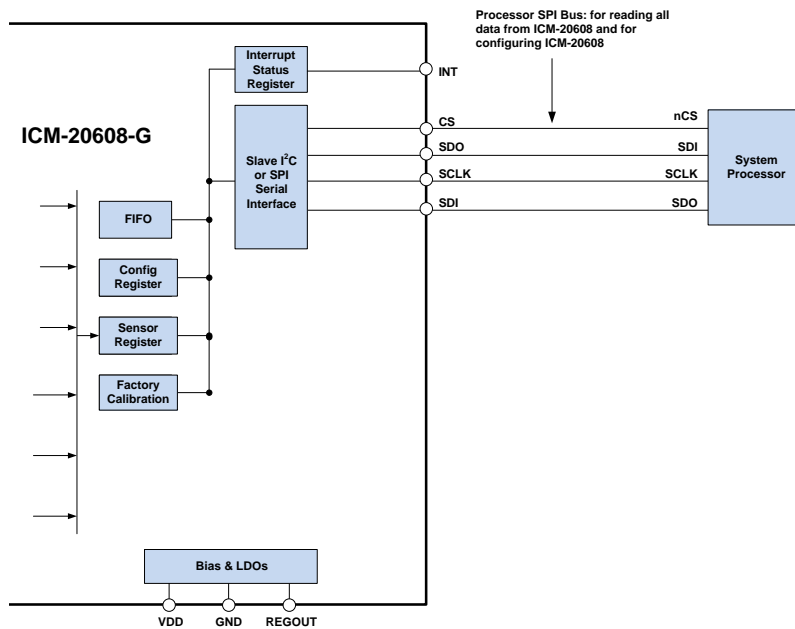 Processor SPI Bus: for reading all
data from ICM-20608 and for
configuring ICM-20608
Interrupt
Status
Register
INT
ICM-20608-G
Slave I²C
or SPI
Serial
Interface
CS
nCS
SDO
SDI
SCLK
SCLK
SDI
SDO
System
Processor
FIFO
Config
Register
Sensor
Register
Factory
Calibration
Bias & LDOs
VDD
GND
REGOUT